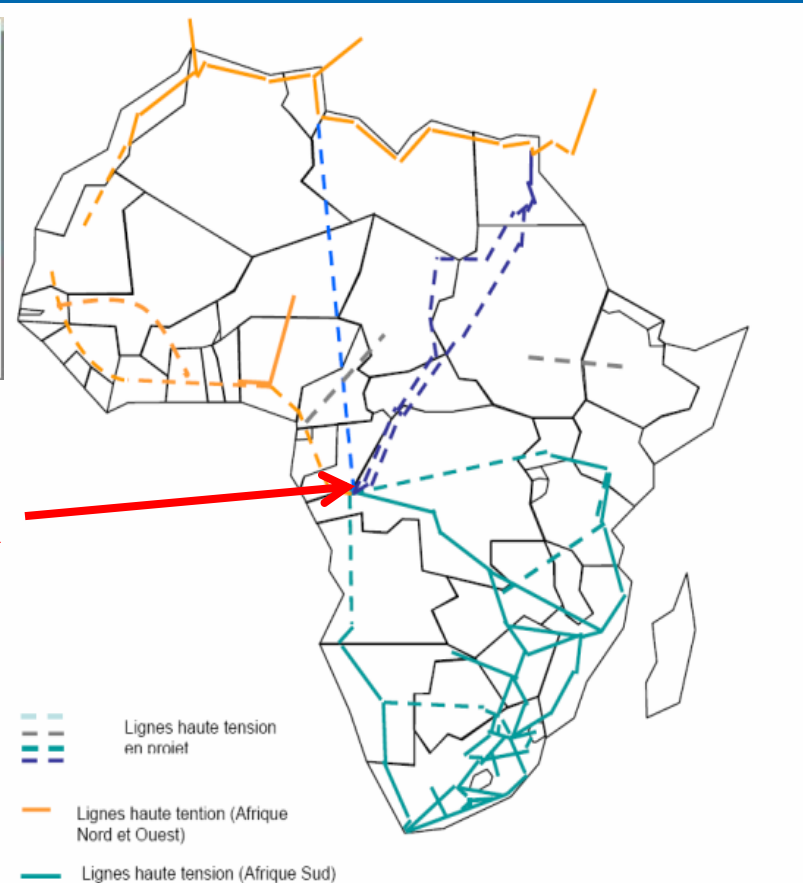 Lignes haute tension
en projet
Lignes haute tention (Afrique
Nord et Ouest)
Lignes haute tension (Afrique Sud)